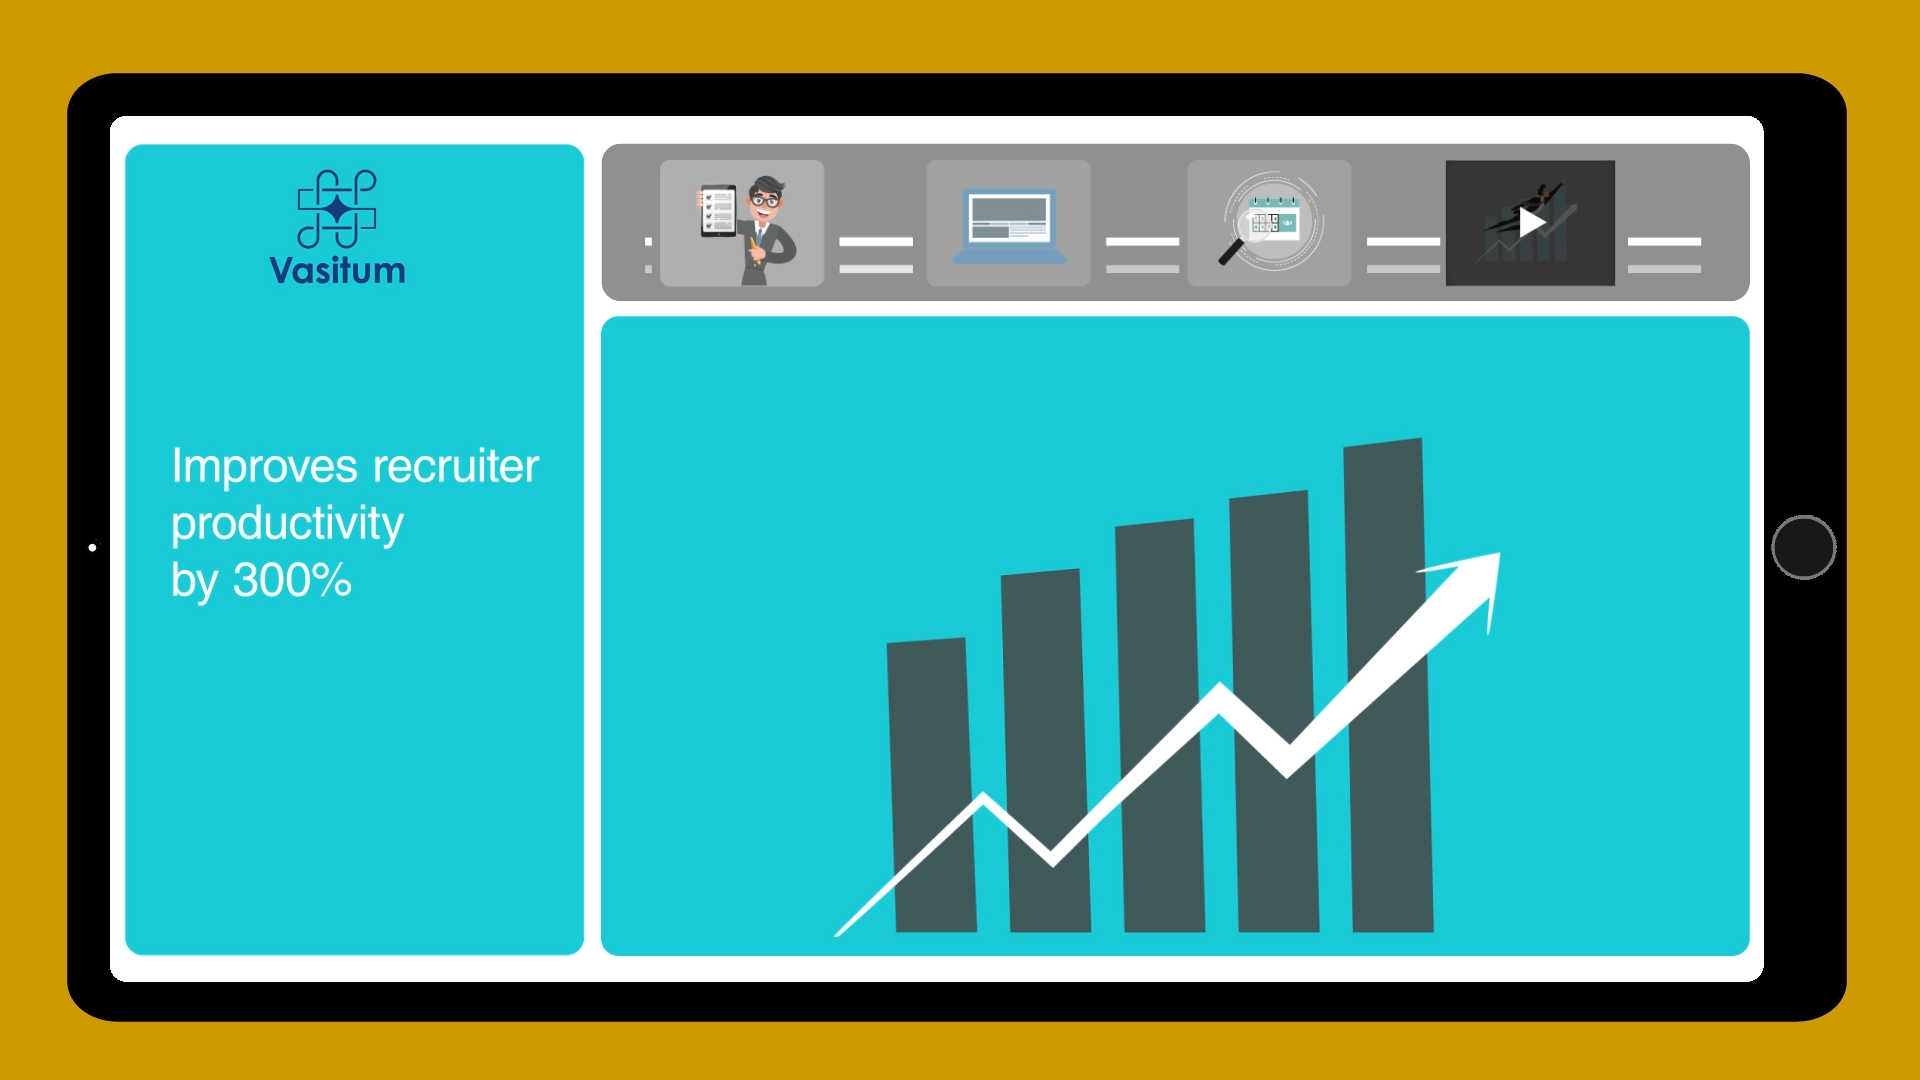 Vasitum
Improves recruiter
productivity
by 300%